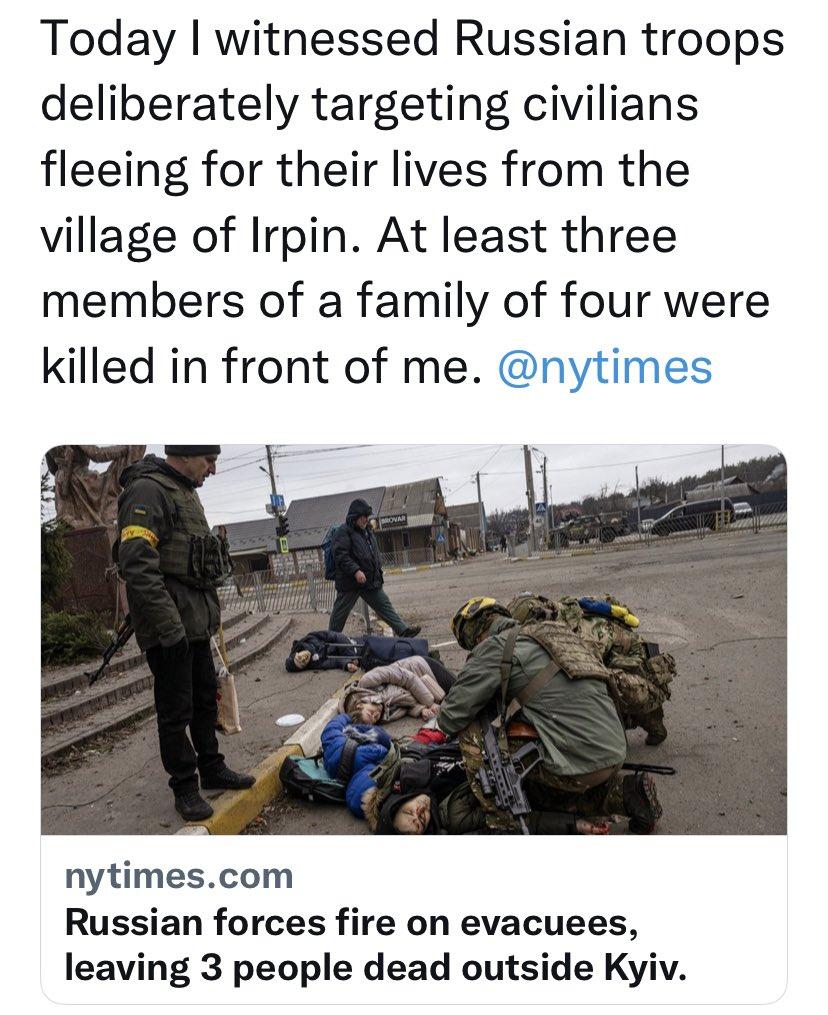 Today I witnessed Russian troops
deliberately targeting civilians
fleeing for their lives from the
village of Irpin. At least three
members of a family of four were
killed in front of me. @nytimes
BROVAR
nytimes.com
Russian forces fire on evacuees,
leaving 3 people dead outside Kyiv.